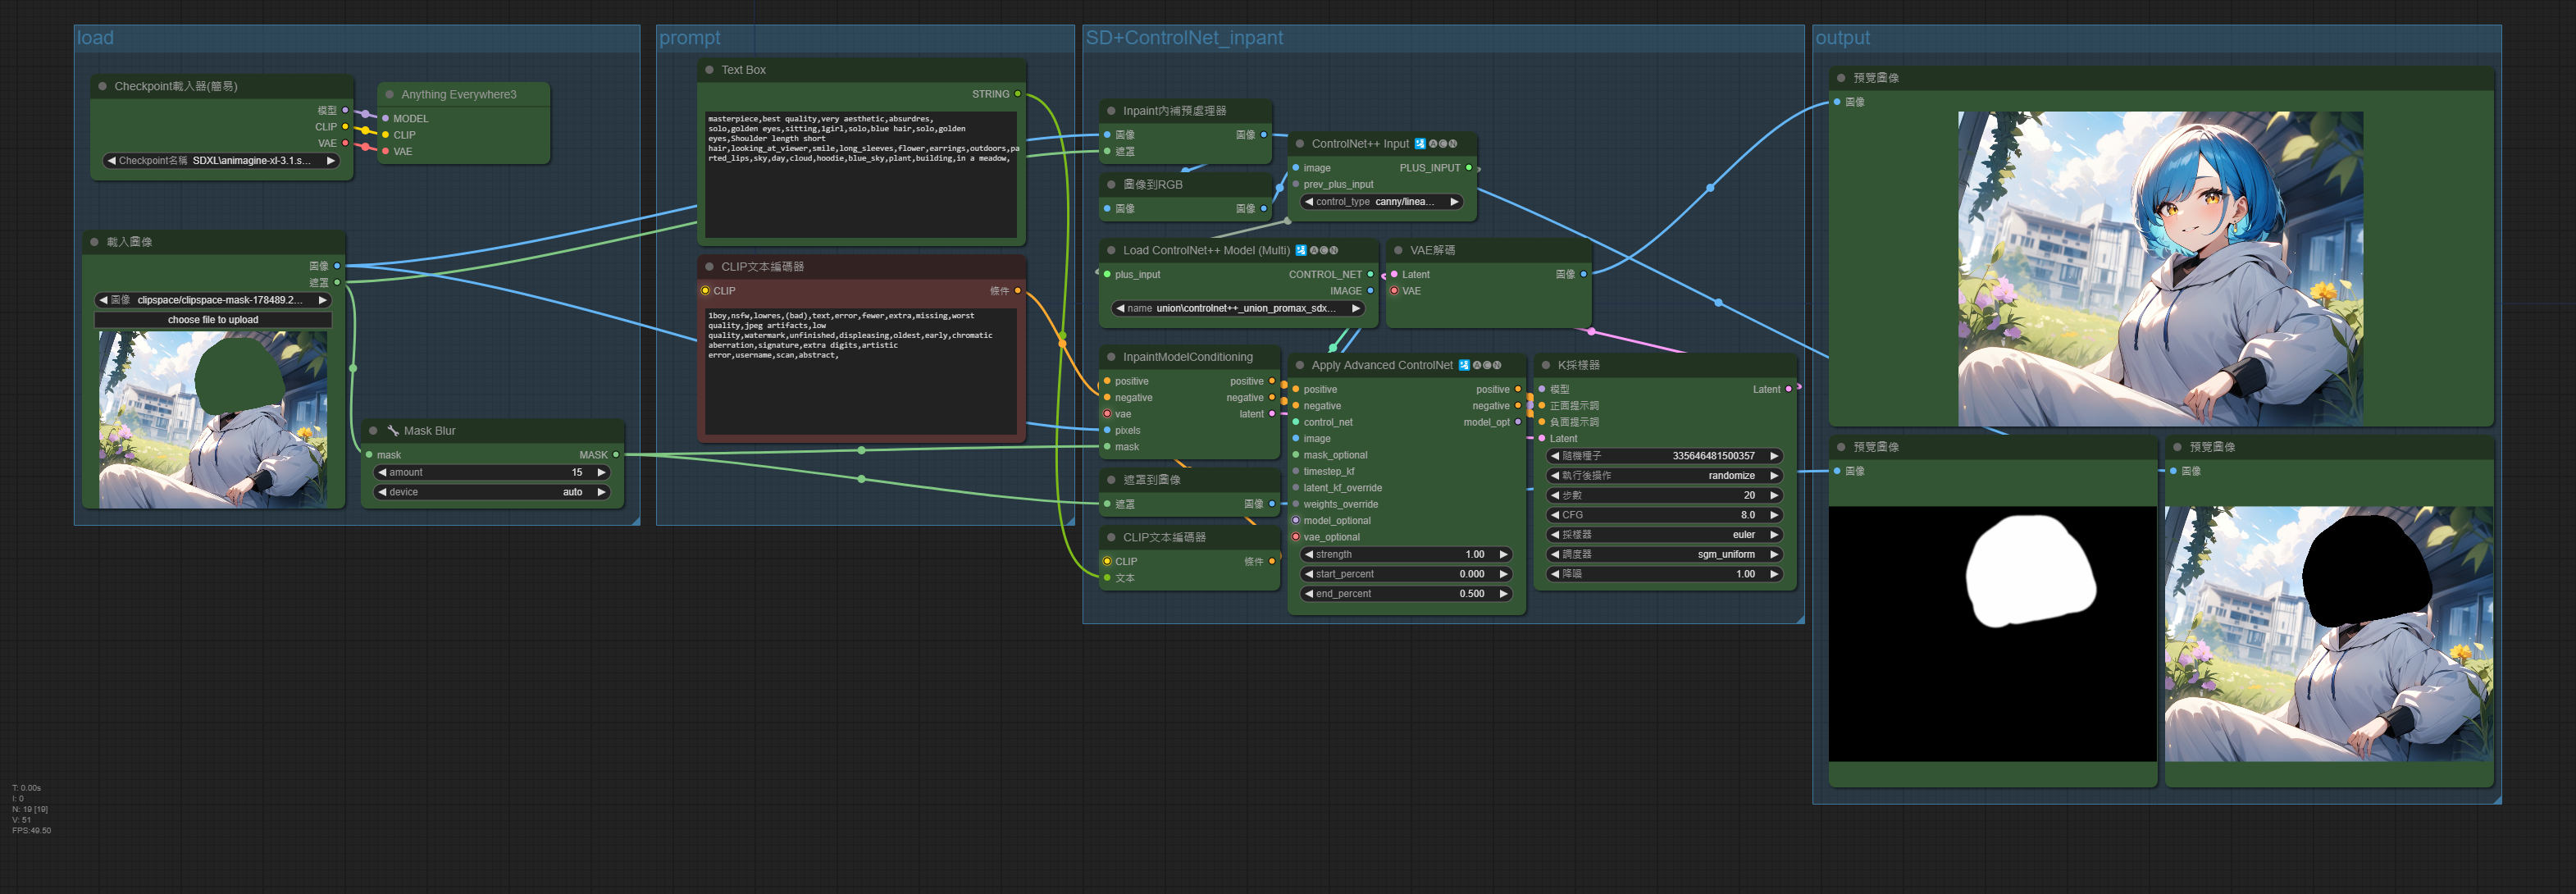 load
Checkpoint載入器(簡易)
模型
CLIP
VAE
Checkpoint名稱 SDXL\animagine-xl-3.1.s...
Anything Everywhere3
MODEL
CLIP
VAE
載入圖像
圖像
遮罩
圖像 clipspace/clipspace-mask-178489.2...
choose file to upload
Mask Blur
mask MASK
amount 15
device auto
prompt
Text Box
STRING
masterpiece,best quality,very aesthetic,absurdres,
solo,golden eyes,sitting,1girl,solo,blue hair,solo,golden
eyes,Shoulder length short
hair,looking_at_viewer,smile,long_sleeves,flower,earrings,outdoors,pa
rted_lips,sky,day,cloud,hoodie,blue_sky,plant,building,in a meadow,
CLIP文本編碼器
CLIP 條件
1boy,nsfw,lowres,(bad),text,error,fewer,extra,missing,worst
quality,jpeg artifacts,low
quality,watermark,unfinished,displeasing,oldest,early,chromatic
aberration,signature,extra digits,artistic
error,username,scan,abstract,
SD+ControlNet_inpant
Inpaint內補預處理器
圖像 圖像
遮罩
圖像到RGB
圖像 圖像
ControlNet++ Input ACN
image PLUS_INPUT
prev_plus_input
control_type canny/linea...
Load ControlNet++ Model (Multi) ACN
plus_input CONTROL_NET
IMAGE
name union\controlnet++_union_promax_sdx...
VAE解碼
Latent 圖像
VAE
InpaintModelConditioning
positive positive
negative negative
vae latent
pixels
mask
遮罩到圖像
遮罩 圖像
CLIP文本編碼器
CLIP 條件
文本
Apply Advanced ControlNet ACN
positive positive
negative negative
control_net model_opt
image
mask_optional
timestep_kf
latent_kf_override
weights_override
model_optional
vae_optional
strength 1.00
start_percent 0.000
end_percent 0.500
K採樣器
模型 Latent
正面提示詞
負面提示詞
Latent
隨機種子 335646481500357
執行後操作 randomize
步數 20
CFG 8.0
採樣器 euler
調度器 sgm_uniform
降噪 1.00
output
預覽圖像
圖像
預覽圖像
圖像
預覽圖像
圖像
T: 0.00s
I: 0
N: 19 [19]
V: 51
FPS:49.50